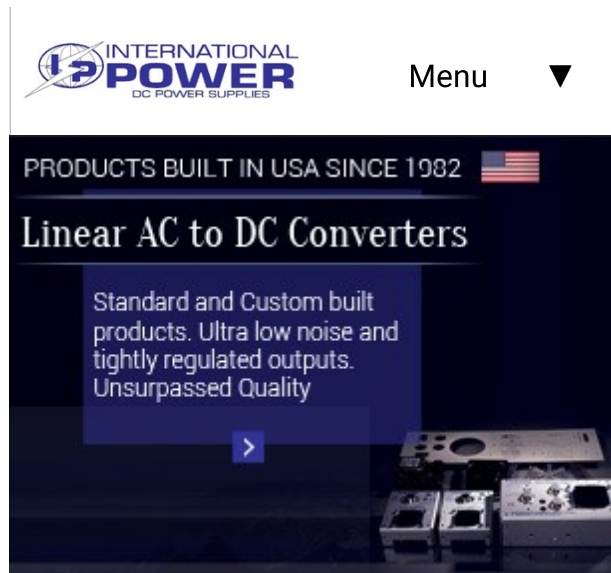 INTERNATIONAL
IP POWER
DC POWER SUPPLIES
Menu ▼
PRODUCTS BUILT IN USA SINCE 1982
Linear AC to DC Converters
Standard and Custom built
products. Ultra low noise and
tightly regulated outputs.
Unsurpassed Quality